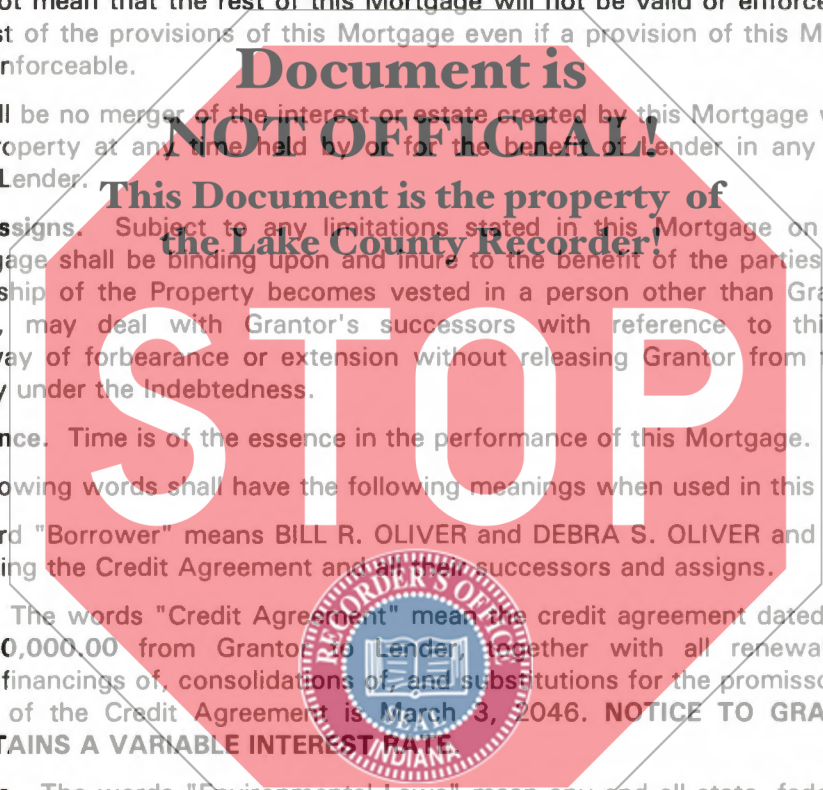 ot mean that the rest of this Mortgage will not be valid or enforce
st of the provisions of this Mortgage even if a provision of this M
nforceable.
Document is
ll be no merger of the interest or estate created by this Mortgage
NOT OFFICIAL!
roperty at any time held by or for the benefit of Lender in any
Lender.
This Document is the property of
ssigns. Subject to any limitations stated in this Mortgage on
the Lake County Recorder!
gage shall be binding upon and inure to the benefit of the parties
ship of the Property becomes vested in a person other than Gra
, may deal with Grantor's successors with reference to thi
vay of forbearance or extension without releasing Grantor from
y under the Indebtedness.
STOP
nce. Time is of the essence in the performance of this Mortgage.
owing words shall have the following meanings when used in this
rd "Borrower" means BILL R. OLIVER and DEBRA S. OLIVER and
ing the Credit Agreement and all their successors and assigns.
The words "Credit Agreement" mean the credit agreement dated
0,000.00 from Grantor to Lender, together with all renewa
financings of, consolidations of, and substitutions for the promisso
of the Credit Agreement is March 3, 2046. NOTICE TO GRA
TAINS A VARIABLE INTEREST RATE.
RECORDER'S OFFICE
SEAL
INDIANA
The words "Environmental Laws" mean any and all state, fede